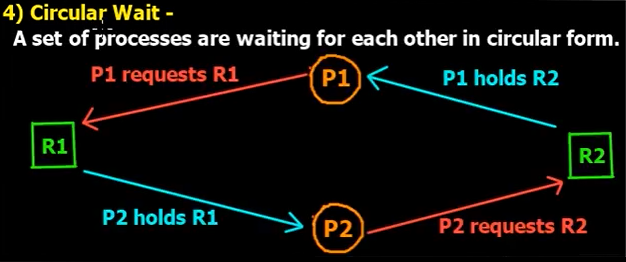 4) Circular Wait -
A set of processes are waiting for each other in circular form.
P1 requests R1
P1
P1 holds R2
R1
R2
P2 holds R1
P2
P2 requests R2